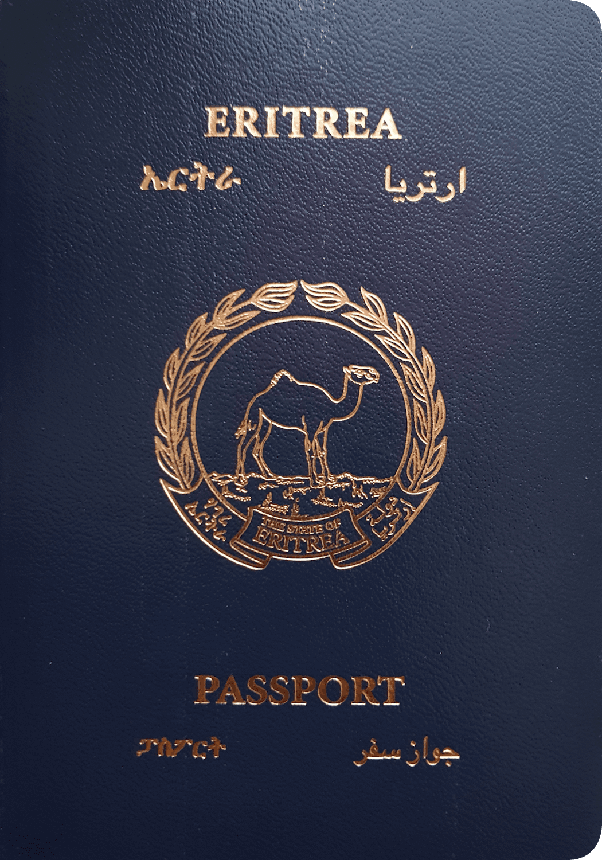 ERITREA
ኤርትራ ارتريا
ሃገረ ኤርትራ THE STATE OF ERITREA دولة ارتريا
PASSPORT
ፓስፖርት جواز سفر